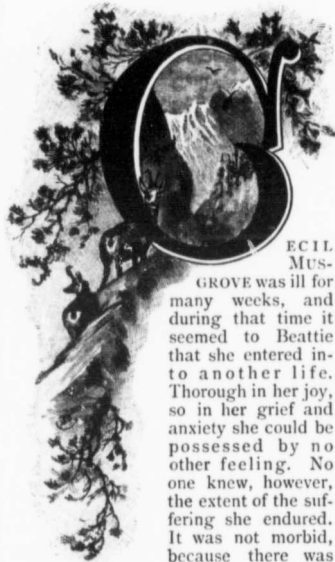 CECIL
MUS-
GROVE was ill for
many weeks, and
during that time it
seemed to Beattie
that she entered in-
to another life.
Thorough in her joy,
so in her grief and
anxiety she could be
possessed by no
other feeling. No
one knew, however,
the extent of the suf-
fering she endured.
It was not morbid,
because there was